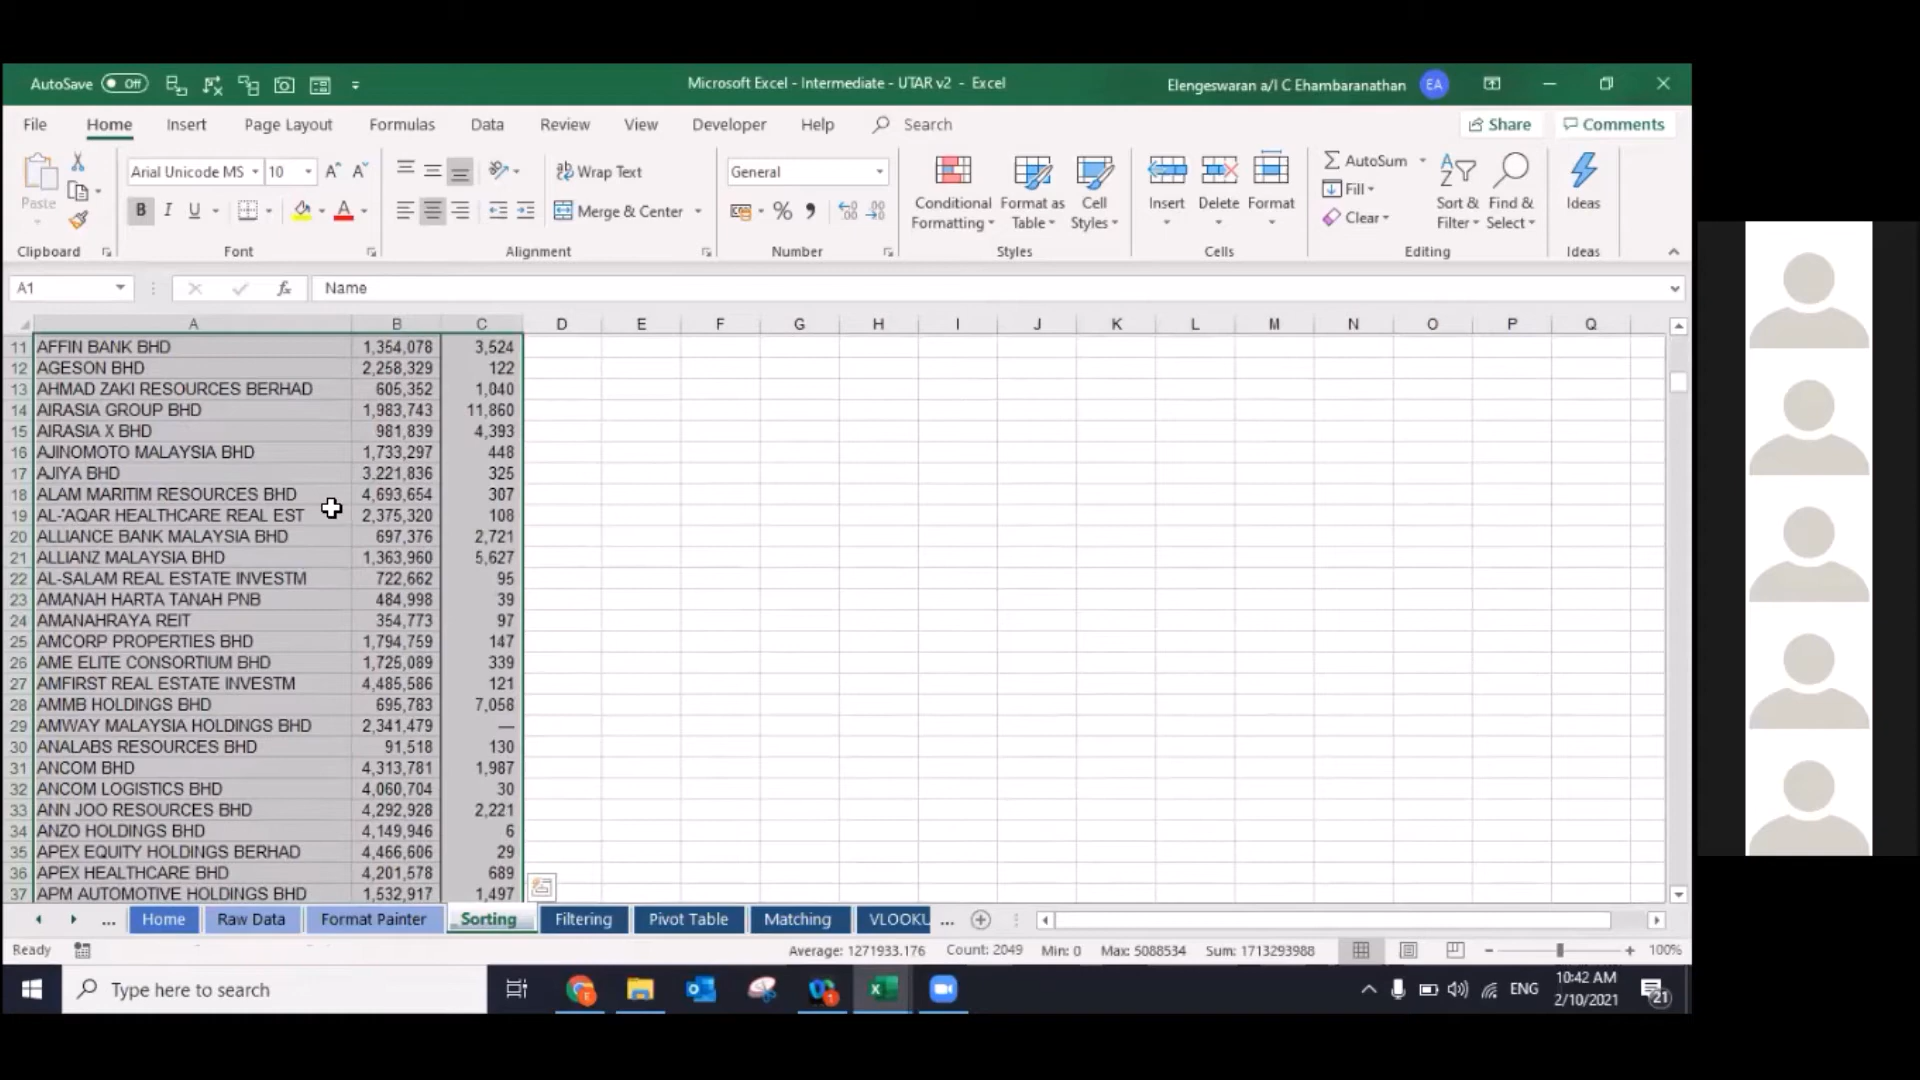 AutoSave Off Microsoft Excel - Intermediate - UTAR v2 - Excel Elengeswaran a/l C Ehambaranathan EA
File Home Insert Page Layout Formulas Data Review View Developer Help Search Share Comments
Paste Arial Unicode MS 10 Wrap Text General Conditional Formatting Format as Table Cell Styles Insert Delete Format AutoSum Fill Clear Sort & Filter Find & Select Ideas
B I U A Merge & Center %
Clipboard Font Alignment Number Styles Cells Editing Ideas
A1 fx Name
A B C D E F G H I J K L M N O P Q
11 AFFIN BANK BHD 1,354,078 3,524
12 AGESON BHD 2,258,329 122
13 AHMAD ZAKI RESOURCES BERHAD 605,352 1,040
14 AIRASIA GROUP BHD 1,983,743 11,860
15 AIRASIA X BHD 981,839 4,393
16 AJINOMOTO MALAYSIA BHD 1,733,297 448
17 AJIYA BHD 3,221,836 325
18 ALAM MARITIM RESOURCES BHD 4,693,654 307
19 AL-'AQAR HEALTHCARE REAL EST 2,375,320 108
20 ALLIANCE BANK MALAYSIA BHD 697,376 2,721
21 ALLIANZ MALAYSIA BHD 1,363,960 5,627
22 AL-SALAM REAL ESTATE INVESTM 722,662 95
23 AMANAH HARTA TANAH PNB 484,998 39
24 AMANAHRAYA REIT 354,773 97
25 AMCORP PROPERTIES BHD 1,794,759 147
26 AME ELITE CONSORTIUM BHD 1,725,089 339
27 AMFIRST REAL ESTATE INVESTM 4,485,586 121
28 AMMB HOLDINGS BHD 695,783 7,058
29 AMWAY MALAYSIA HOLDINGS BHD 2,341,479 —
30 ANALABS RESOURCES BHD 91,518 130
31 ANCOM BHD 4,313,781 1,987
32 ANCOM LOGISTICS BHD 4,060,704 30
33 ANN JOO RESOURCES BHD 4,292,928 2,221
34 ANZO HOLDINGS BHD 4,149,946 6
35 APEX EQUITY HOLDINGS BERHAD 4,466,606 29
36 APEX HEALTHCARE BHD 4,201,578 689
37 APM AUTOMOTIVE HOLDINGS BHD 1,532,917 1,497
... Home Raw Data Format Painter Sorting Filtering Pivot Table Matching VLOOKU ...
Ready Average: 1271933.176 Count: 2049 Min: 0 Max: 5088534 Sum: 1713293988 100%
Type here to search ENG 10:42 AM
2/10/2021 21